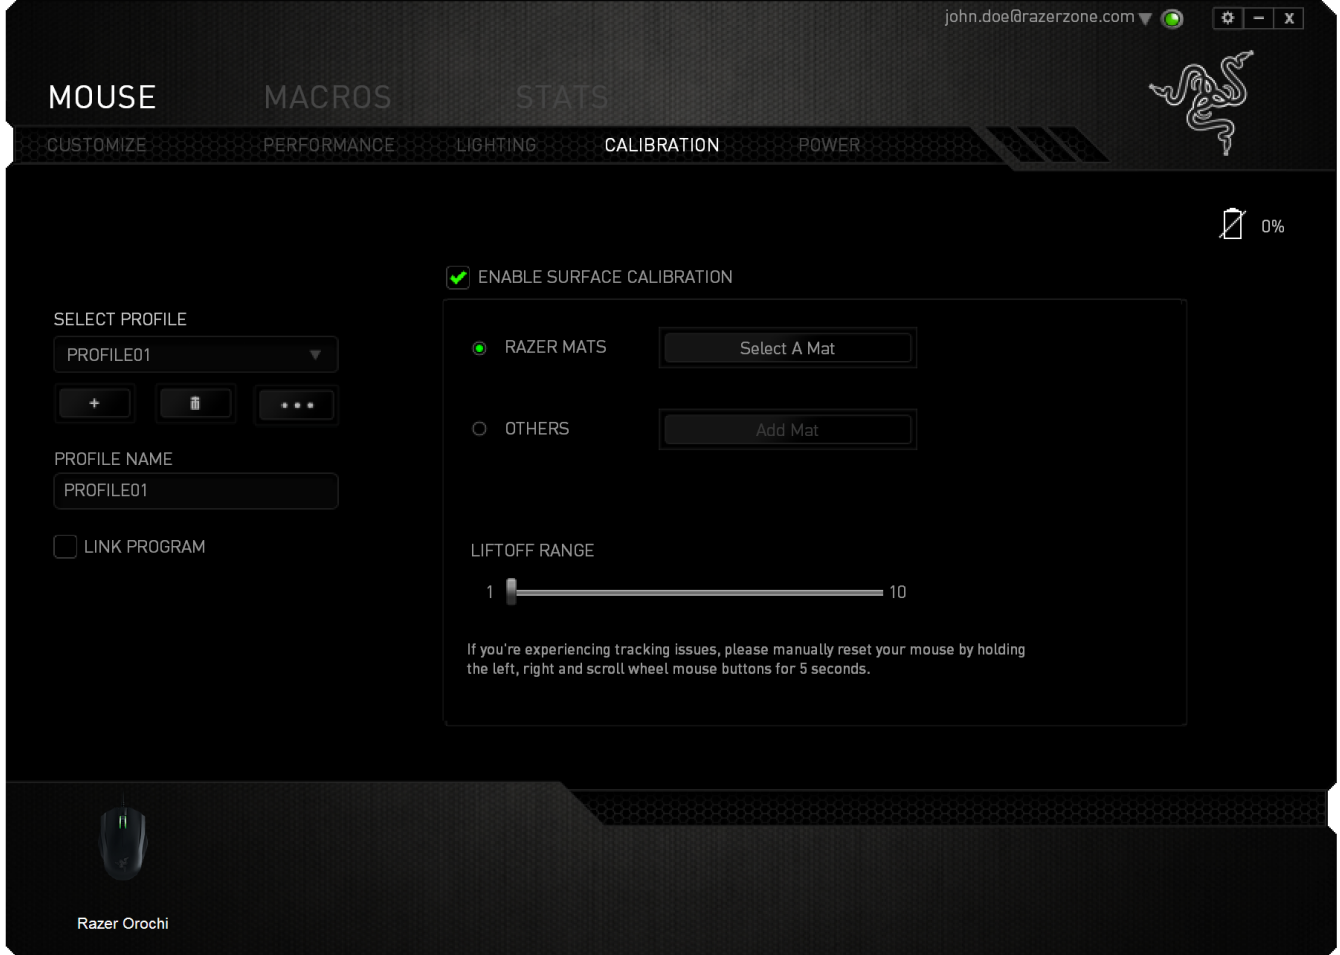 john.doe@razerzone.com
X
MOUSE MACROS STATS
CUSTOMIZE PERFORMANCE LIGHTING CALIBRATION POWER
0%
ENABLE SURFACE CALIBRATION
SELECT PROFILE
PROFILE01
+
PROFILE NAME
PROFILE01
LINK PROGRAM
RAZER MATS Select A Mat
OTHERS Add Mat
LIFTOFF RANGE
1 10
If you're experiencing tracking issues, please manually reset your mouse by holding
the left, right and scroll wheel mouse buttons for 5 seconds.
Razer Orochi